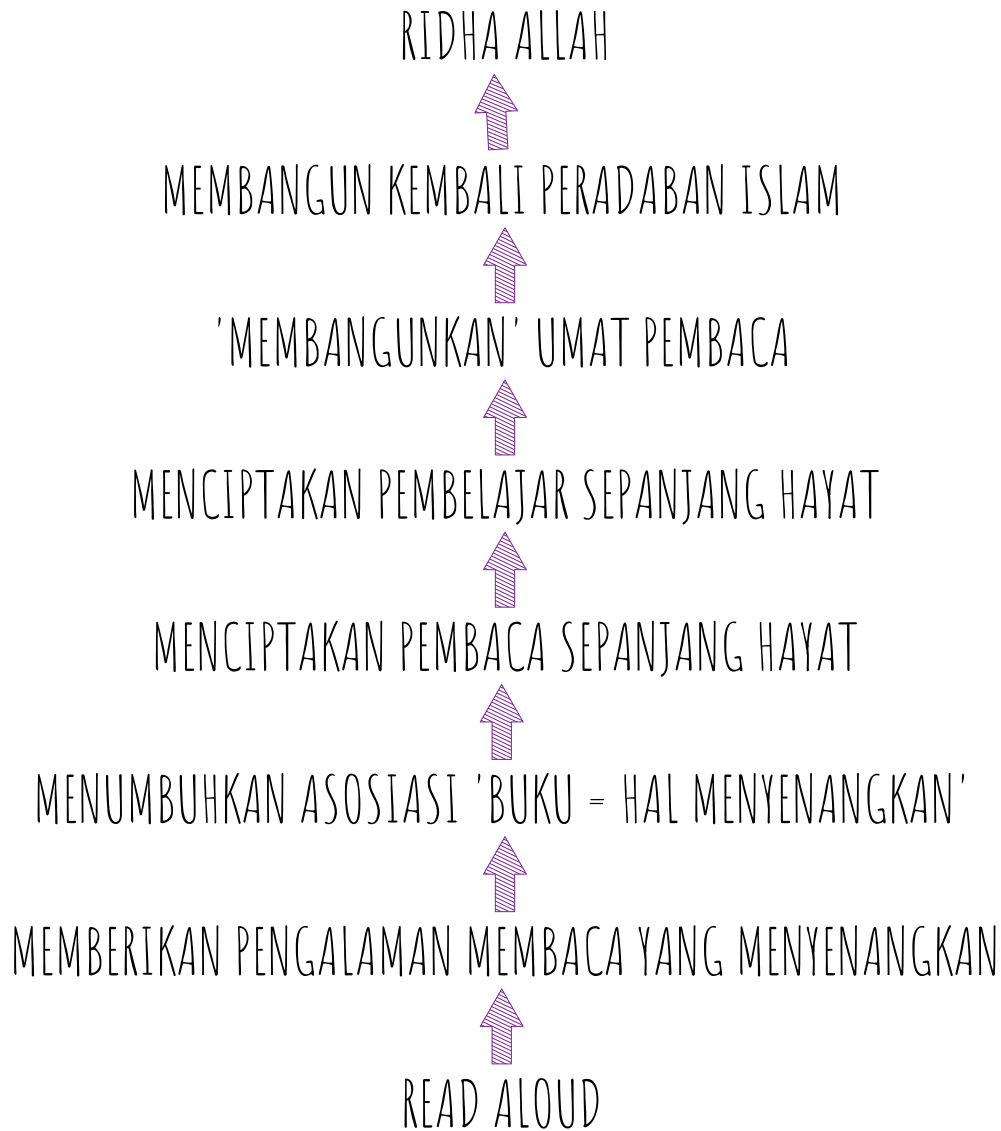 RIDHA ALLAH
MEMBANGUN KEMBALI PERADABAN ISLAM
'MEMBANGUNKAN' UMAT PEMBACA
MENCIPTAKAN PEMBELAJAR SEPANJANG HAYAT
MENCIPTAKAN PEMBACA SEPANJANG HAYAT
MENUMBUHKAN ASOSIASI 'BUKU = HAL MENYENANGKAN'
MEMBERIKAN PENGALAMAN MEMBACA YANG MENYENANGKAN
READ ALOUD